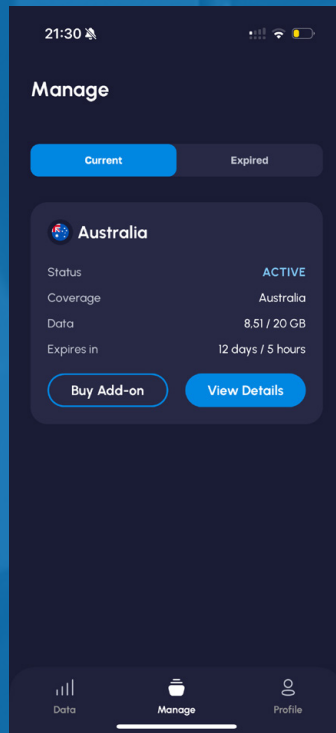 21:30
Manage
Current Expired
Australia
Status ACTIVE
Coverage Australia
Data 8,51 / 20 GB
Expires in 12 days / 5 hours
Buy Add-on View Details
Data Manage Profile